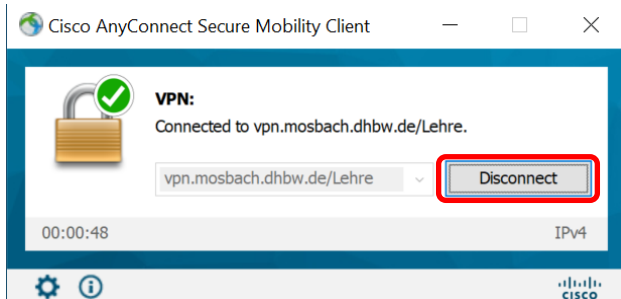 Cisco AnyConnect Secure Mobility Client
VPN:
Connected to vpn.mosbach.dhbw.de/Lehre.
vpn.mosbach.dhbw.de/Lehre
Disconnect
00:00:48
IPv4
CISCO